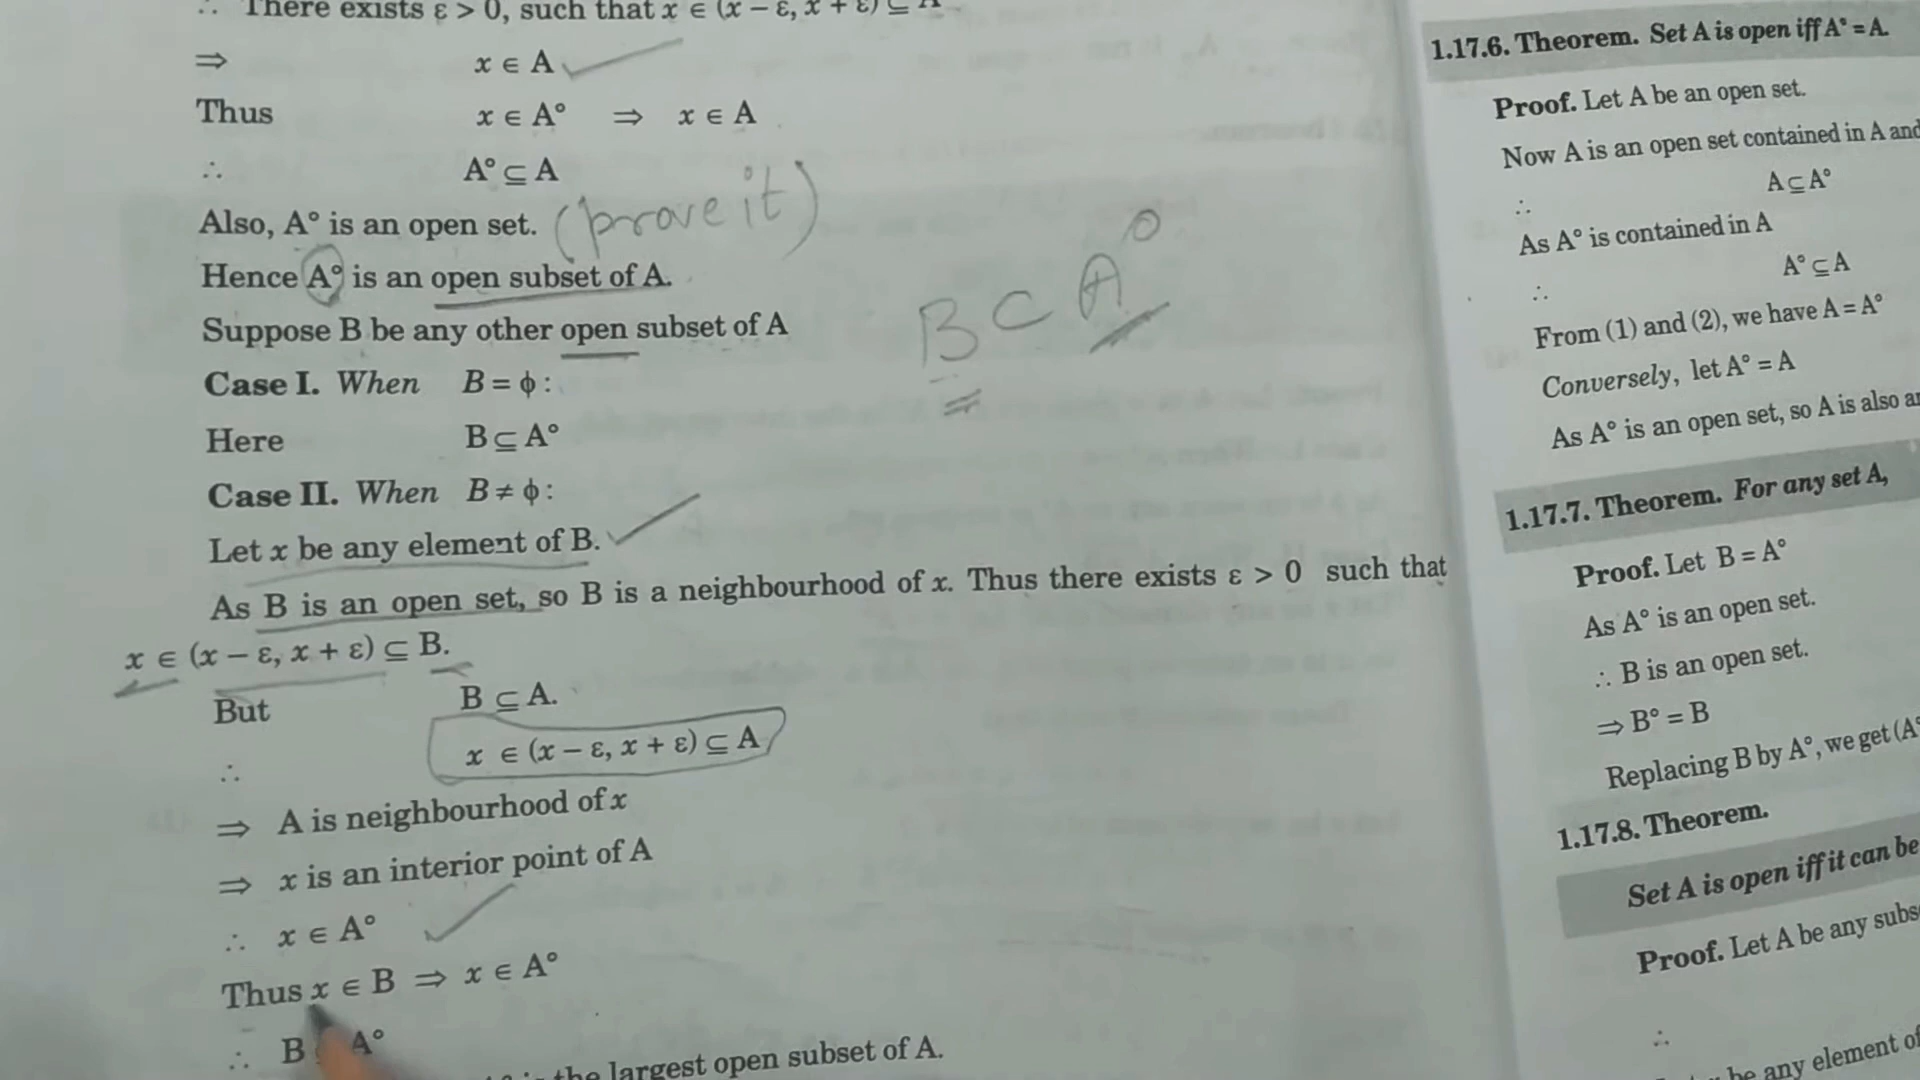 ∴ There exists ε > 0, such that x ∈ (x – ε, x + ε) ⊆ A
⇒ x ∈ A
Thus x ∈ A° ⇒ x ∈ A
∴ A° ⊆ A
Also, A° is an open set. (prove it)
Hence A° is an open subset of A.
Suppose B be any other open subset of A
B ⊂ A°
Case I. When B = ϕ :
Here B ⊆ A°
Case II. When B ≠ ϕ :
Let x be any element of B.
As B is an open set, so B is a neighbourhood of x. Thus there exists ε > 0 such that
x ∈ (x – ε, x + ε) ⊆ B.
But B ⊆ A.
∴ x ∈ (x – ε, x + ε) ⊆ A
⇒ A is neighbourhood of x
⇒ x is an interior point of A
∴ x ∈ A°
Thus x ∈ B ⇒ x ∈ A°
∴ B A°
the largest open subset of A.
1.17.6. Theorem. Set A is open iff A° = A.
Proof. Let A be an open set.
Now A is an open set contained in A and
∴ A ⊆ A°
As A° is contained in A
∴ A° ⊆ A
From (1) and (2), we have A = A°
Conversely, let A° = A
As A° is an open set, so A is also
1.17.7. Theorem. For any set A,
Proof. Let B = A°
As A° is an open set.
∴ B is an open set.
⇒ B° = B
Replacing B by A°, we get (A°
1.17.8. Theorem.
Set A is open iff it can be
Proof. Let A be any
∴
be any element of